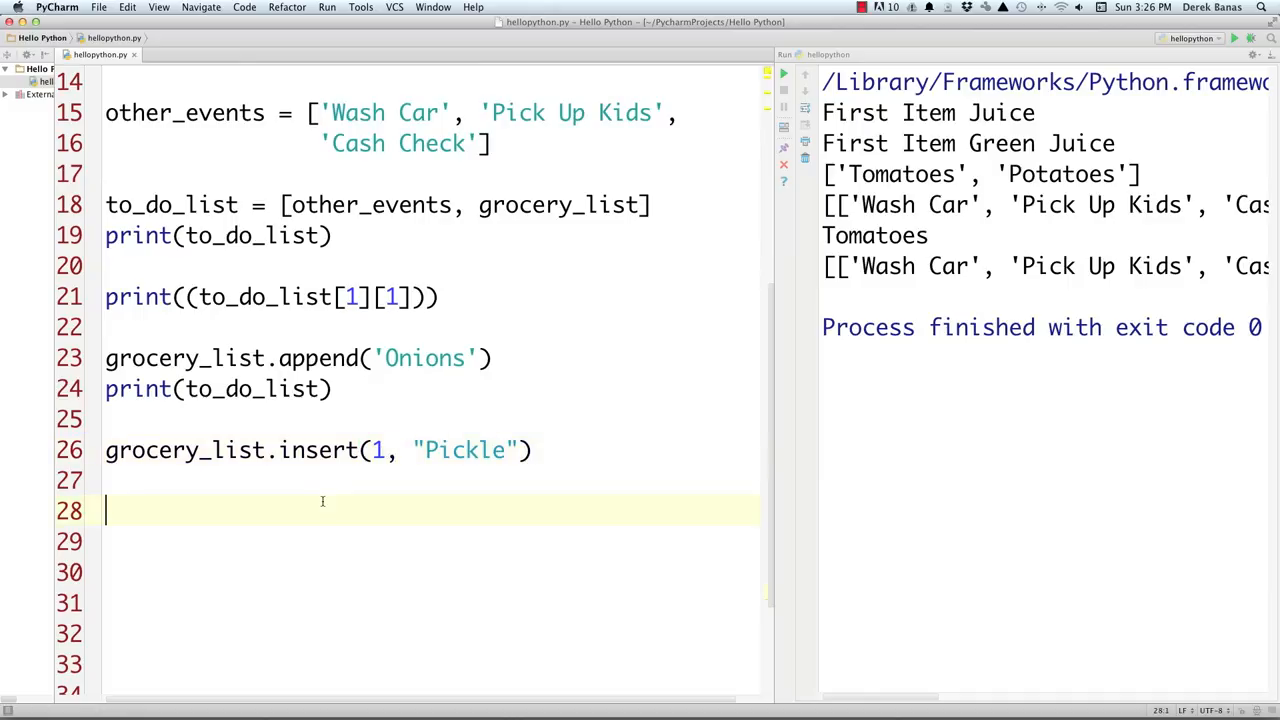 PyCharm File Edit View Navigate Code Refactor Run Tools VCS Window Help 10 Sun 3:26 PM Derek Banas
hellopython.py – Hello Python – [~/PycharmProjects/Hello Python]
Hello Python hellopython.py hellopython
hellopython.py Run hellopython
Hello P
hell
Externa
14
15 other_events = ['Wash Car', 'Pick Up Kids',
16 'Cash Check']
17
18 to_do_list = [other_events, grocery_list]
19 print(to_do_list)
20
21 print((to_do_list[1][1]))
22
23 grocery_list.append('Onions')
24 print(to_do_list)
25
26 grocery_list.insert(1, "Pickle")
27
28
29
30
31
32
33
34
/Library/Frameworks/Python.framewo
First Item Juice
First Item Green Juice
['Tomatoes', 'Potatoes']
[['Wash Car', 'Pick Up Kids', 'Cas
Tomatoes
[['Wash Car', 'Pick Up Kids', 'Cas
Process finished with exit code 0
28:1 LF UTF-8